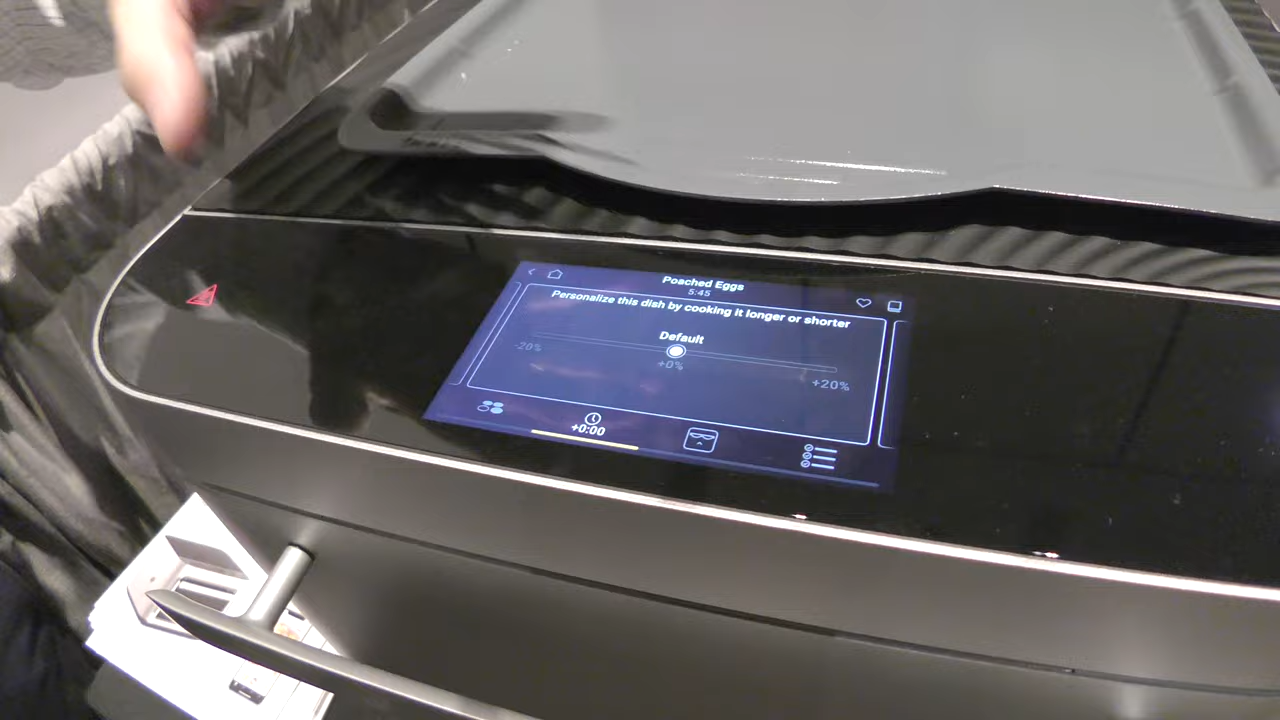 Poached Eggs
5:45
Personalize this dish by cooking it longer or shorter
Default
-20%
+0%
+20%
+0:00